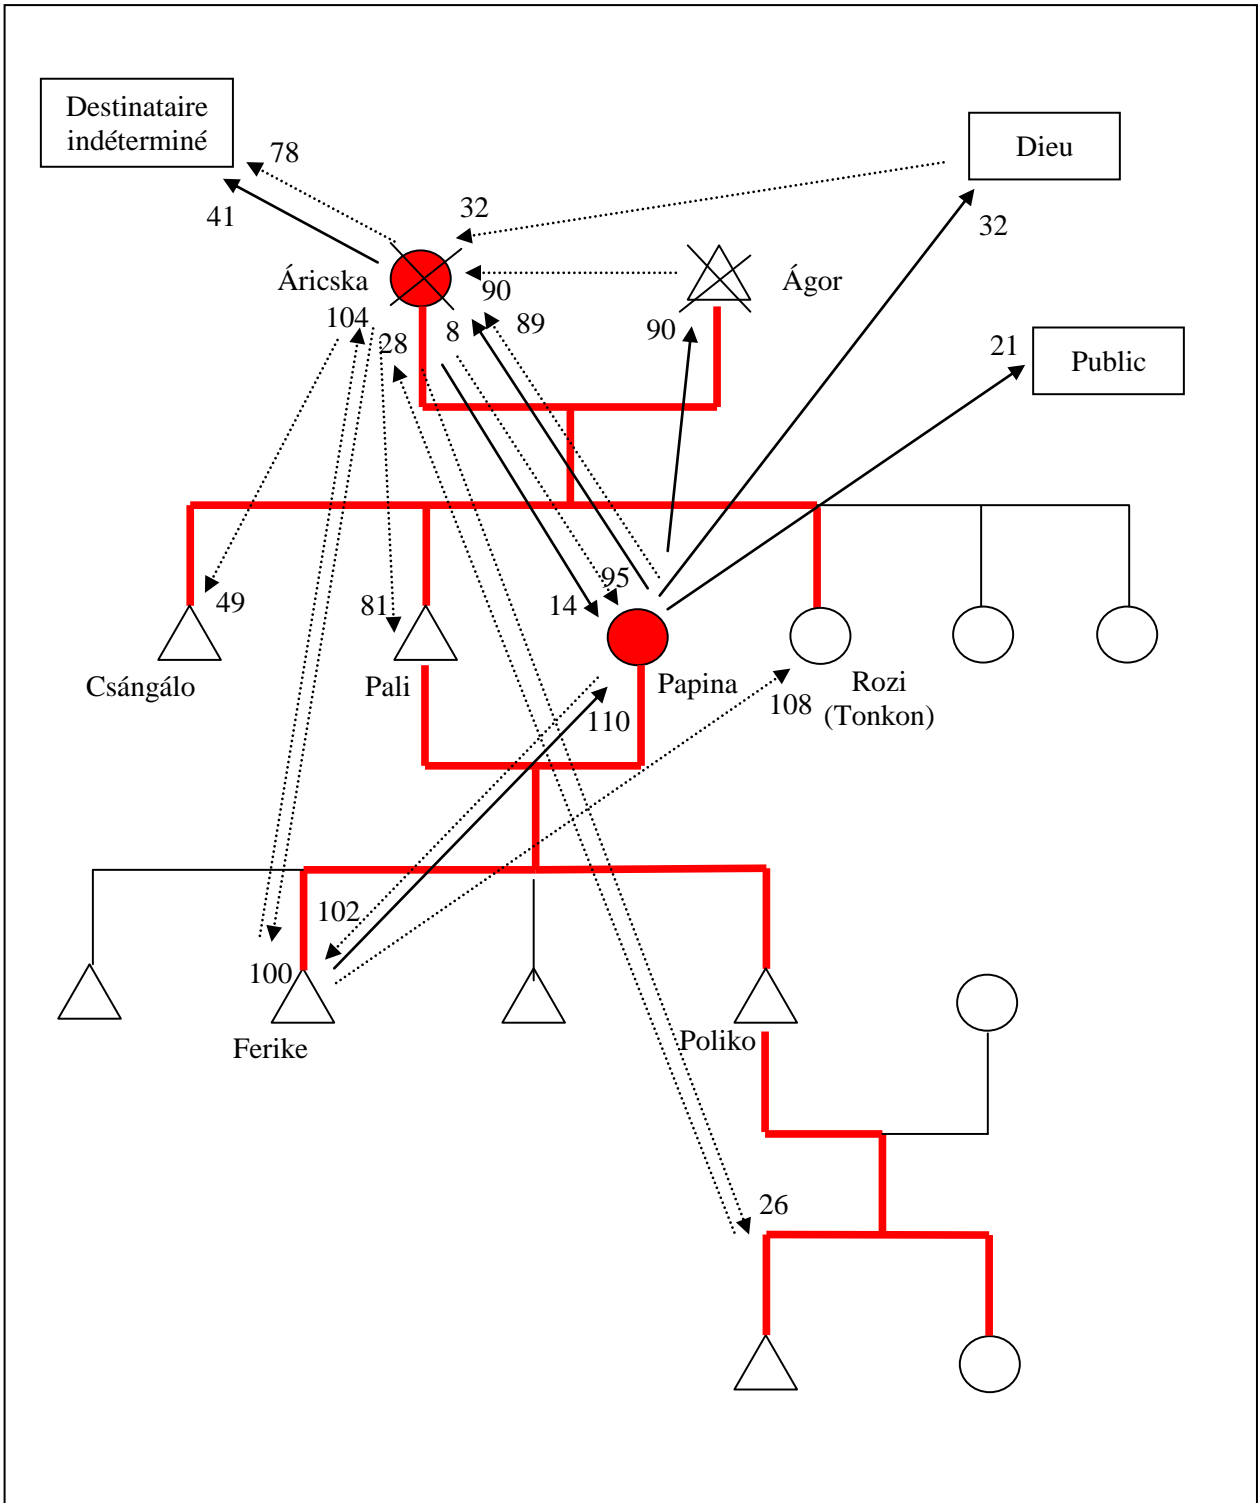 Destinataire
indéterminé
78
Dieu
41
32
32
Áricska
90
Ágor
104
28
8
89
90
21
Public
95
49
81
14
Csángálo
Pali
Papina
Rozi
108
(Tonkon)
110
102
100
Ferike
Poliko
26